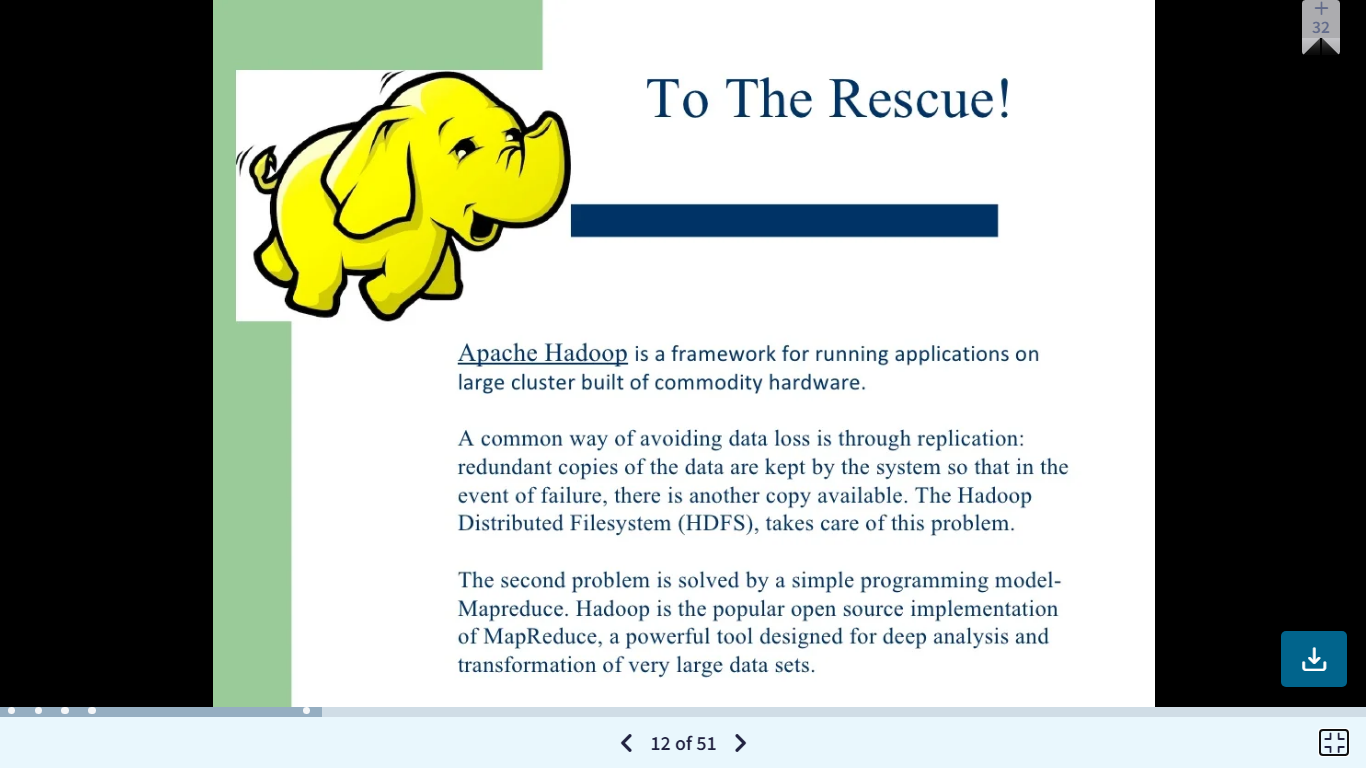 +
32
To The Rescue!
Apache Hadoop is a framework for running applications on
large cluster built of commodity hardware.
A common way of avoiding data loss is through replication:
redundant copies of the data are kept by the system so that in the
event of failure, there is another copy available. The Hadoop
Distributed Filesystem (HDFS), takes care of this problem.
The second problem is solved by a simple programming model-
Mapreduce. Hadoop is the popular open source implementation
of MapReduce, a powerful tool designed for deep analysis and
transformation of very large data sets.
12 of 51